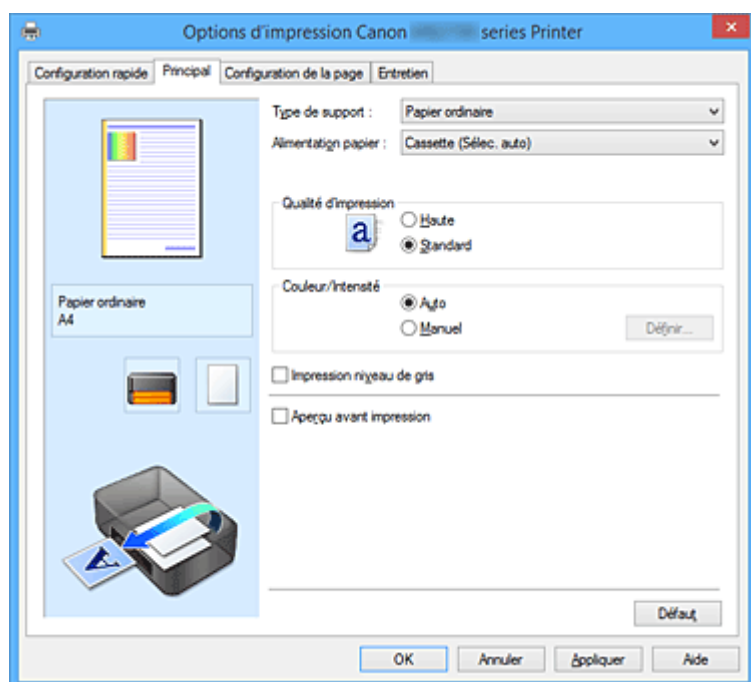 Options d'impression Canon series Printer
Configuration rapide Principal Configuration de la page Entretien
Type de support : Papier ordinaire
Alimentation papier : Cassette (Sélec. auto)
Qualité d'impression
a
Haute
Standard
Couleur/Intensité
Auto
Manuel Définir...
Papier ordinaire
A4
Impression niveau de gris
Aperçu avant impression
A
Défaut
OK Annuler Appliquer Aide